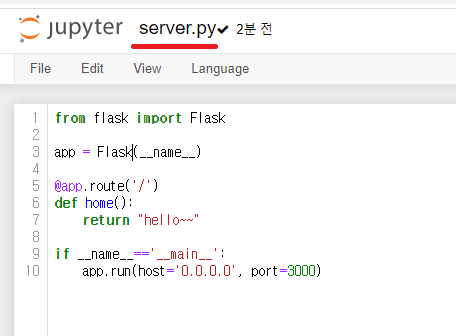 jupyter server.py 2분 전
File Edit View Language
1 from flask import Flask
2
3 app = Flask(__name__)
4
5 @app.route('/')
6 def home():
7     return "hello~~"
8
9 if __name__=='__main__':
10     app.run(host='0.0.0.0', port=3000)